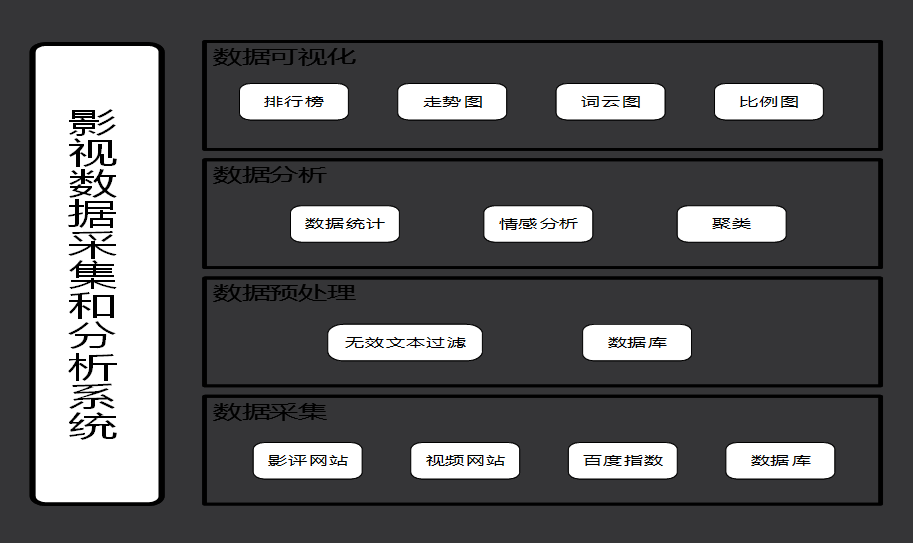 影视数据采集和分析系统
数据可视化
排行榜 走势图 词云图 比例图
数据分析
数据统计 情感分析 聚类
数据预处理
无效文本过滤 数据库
数据采集
影评网站 视频网站 百度指数 数据库